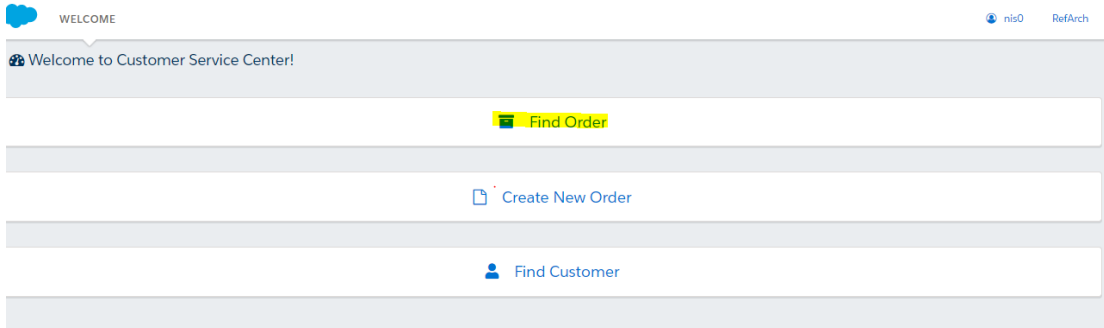 WELCOME
nis0
RefArch
Welcome to Customer Service Center!
Find Order
Create New Order
Find Customer